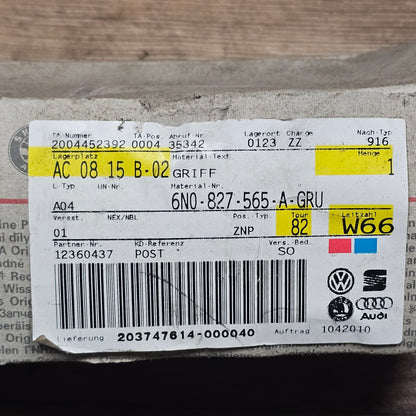 TA Nummer TA-Pos. Abruf-Nr Lagerort Charge Nach-Typ
2004452392 0004 35342 0123 ZZ 916
Lagerplatz Material-Text Menge
AC 08 15 B-02 GRIFF 1
L-Typ UN-Nr. Material-Nr.
A04 6N0-827-565-A-GRU
Versst. NEX/NBL Pos.Typ Tour Leitzahl
01 ZNP 82 W66
Partner-Nr. KD-Referenz Vers.-Bed.
12360437 POST SO
Audi
Lieferung 203747614-000040 Auftrag 1042010